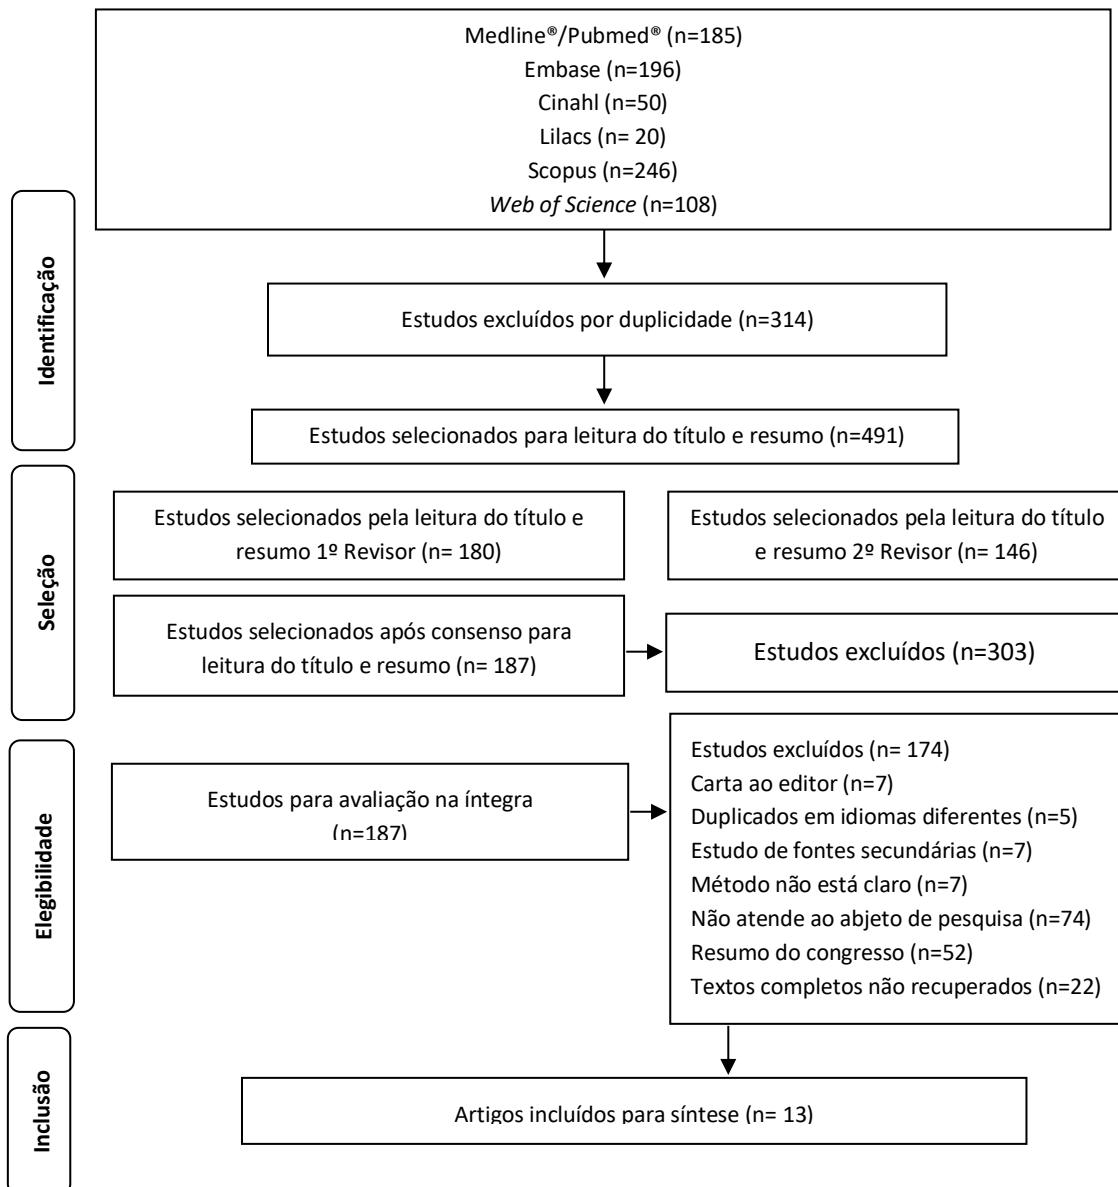 Medline®/Pubmed® (n=185)
Embase (n=196)
Cinahl (n=50)
Lilacs (n= 20)
Scopus (n=246)
Web of Science (n=108)
Identificação
Estudos excluídos por duplicidade (n=314)
Estudos selecionados para leitura do título e resumo (n=491)
Seleção
Estudos selecionados pela leitura do título e
resumo 1º Revisor (n= 180)
Estudos selecionados pela leitura do título
e resumo 2º Revisor (n= 146)
Estudos selecionados após consenso para
leitura do título e resumo (n= 187)
Estudos excluídos (n=303)
Elegibilidade
Estudos para avaliação na íntegra
(n=187)
Estudos excluídos (n= 174)
Carta ao editor (n=7)
Duplicados em idiomas diferentes (n=5)
Estudo de fontes secundárias (n=7)
Método não está claro (n=7)
Não atende ao abjeto de pesquisa (n=74)
Resumo do congresso (n=52)
Textos completos não recuperados (n=22)
Inclusão
Artigos incluídos para síntese (n= 13)